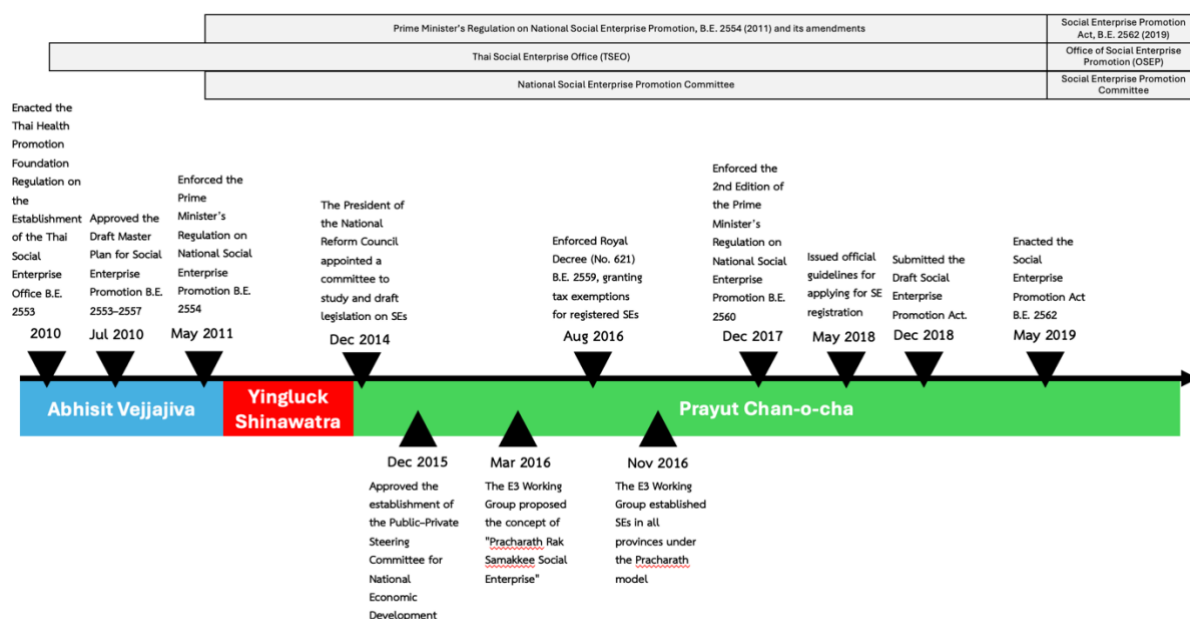 Prime Minister's Regulation on National Social Enterprise Promotion, B.E. 2554 (2011) and its amendments
Social Enterprise Promotion
Act, B.E. 2562 (2019)
Thai Social Enterprise Office (TSEO)
Office of Social Enterprise
Promotion (OSEP)
National Social Enterprise Promotion Committee
Social Enterprise Promotion
Committee
Enacted the
Thai Health
Promotion
Foundation
Regulation on
the
Establishment
of the Thai
Social
Enterprise
Office B.E.
2553
2010
Approved the
Draft Master
Plan for Social
Enterprise
Promotion B.E.
2553–2557
Jul 2010
Enforced the
Prime
Minister's
Regulation on
National Social
Enterprise
Promotion B.E.
2554
May 2011
The President of
the National
Reform Council
appointed a
committee to
study and draft
legislation on SEs
Dec 2014
Enforced Royal
Decree (No. 621)
B.E. 2559, granting
tax exemptions
for registered SEs
Aug 2016
Enforced the
2nd Edition of
the Prime
Minister's
Regulation on
National Social
Enterprise
Promotion B.E.
2560
Dec 2017
Issued official
guidelines for
applying for SE
registration
May 2018
Submitted the
Draft Social
Enterprise
Promotion Act.
Dec 2018
Enacted the
Social
Enterprise
Promotion Act
B.E. 2562
May 2019
Abhisit Vejjajiva
Yingluck
Shinawatra
Prayut Chan-o-cha
Dec 2015
Approved the
establishment of
the Public-Private
Steering
Committee for
National
Economic
Development
Mar 2016
The E3 Working
Group proposed
the concept of
"Pracharath Rak
Samakkee Social
Enterprise"
Nov 2016
The E3 Working
Group established
SEs in all
provinces under
the Pracharath
model